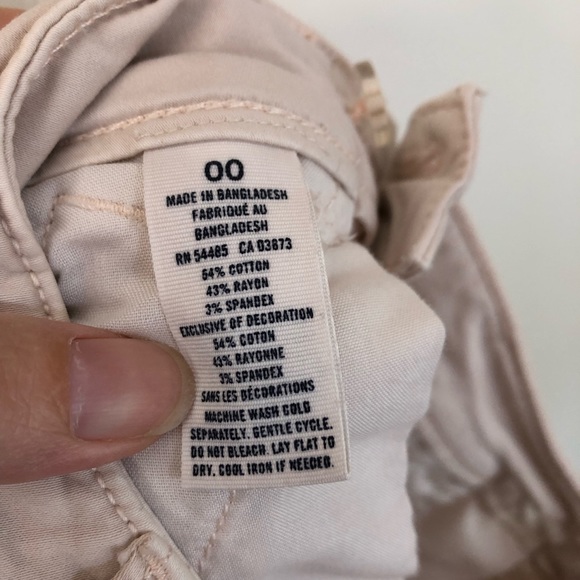 00
MADE IN BANGLADESH
FABRIQUÉ AU
BANGLADESH
RN 54485 CA 03673
54% COTTON
43% RAYON
3% SPANDEX
EXCLUSIVE OF DECORATION
54% COTON
43% RAYONNE
3% SPANDEX
SANS LES DÉCORATIONS
MACHINE WASH COLD
SEPARATELY. GENTLE CYCLE.
DO NOT BLEACH. LAY FLAT TO
DRY. COOL IRON IF NEEDED.